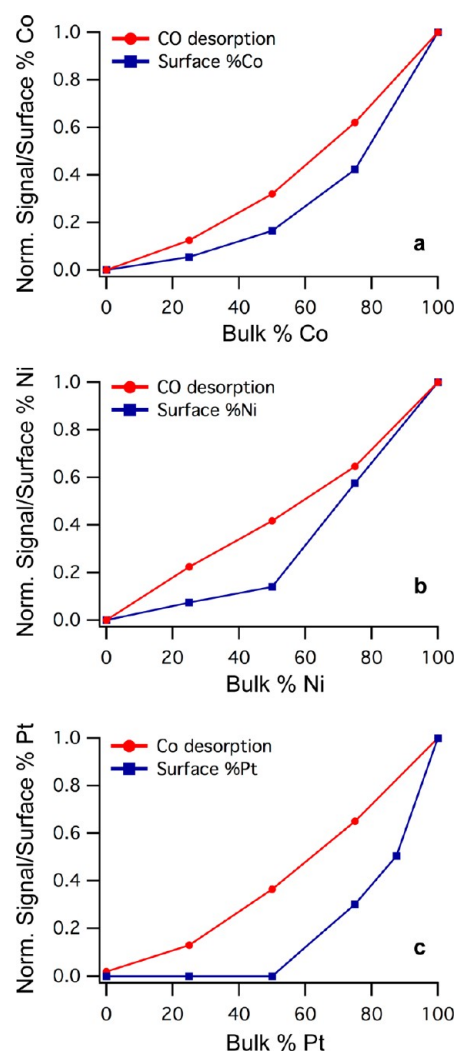 Norm. Signal/Surface % Co
1.0
0.8
0.6
0.4
0.2
0.0
CO desorption
Surface %Co
a
0 20 40 60 80 100
Bulk % Co
Norm. Signal/Surface % Ni
1.0
0.8
0.6
0.4
0.2
0.0
CO desorption
Surface %Ni
b
0 20 40 60 80 100
Bulk % Ni
Norm. Signal/Surface % Pt
1.0
0.8
0.6
0.4
0.2
0.0
Co desorption
Surface %Pt
c
0 20 40 60 80 100
Bulk % Pt